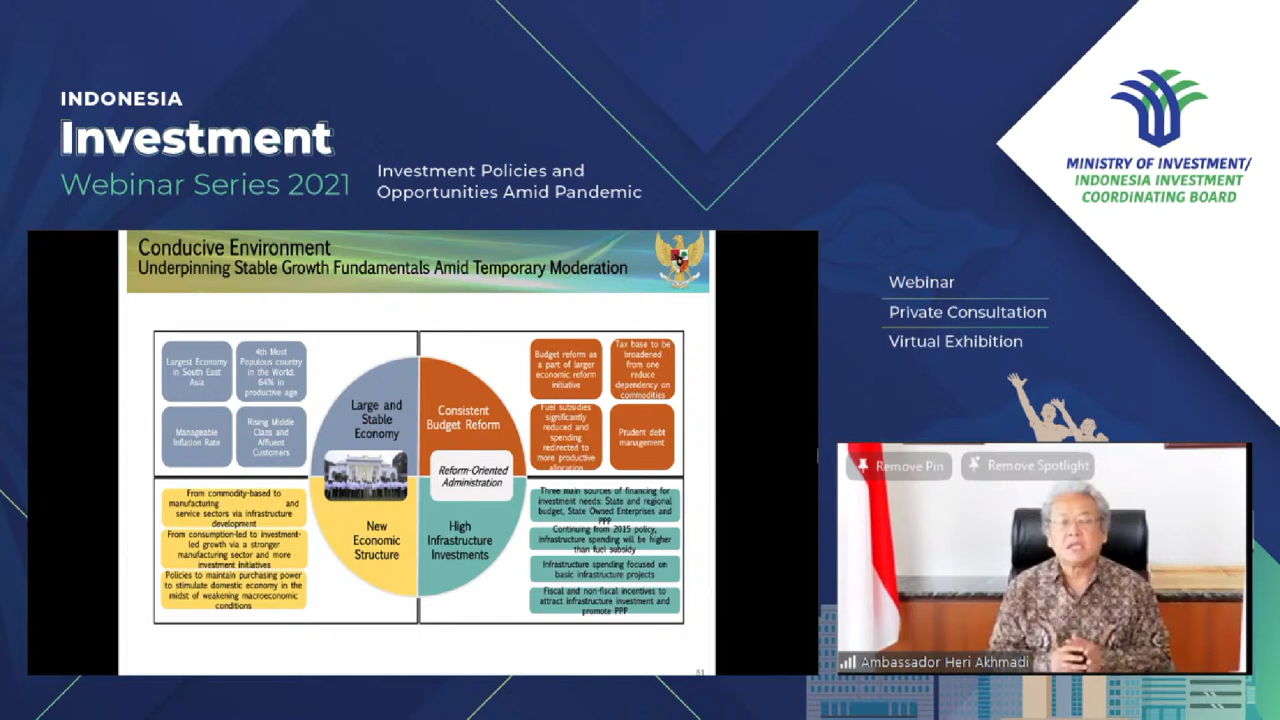 INDONESIA
Investment
Webinar Series 2021
Investment Policies and
Opportunities Amid Pandemic
MINISTRY OF INVESTMENT/
INDONESIA INVESTMENT
COORDINATING BOARD
Conducive Environment
Underpinning Stable Growth Fundamentals Amid Temporary Moderation
Largest Economy
in South East
Asia
4th Most
Populous country
in the World;
64% in
productive age
Manageable
Inflation Rate
Rising Middle
Class and
Affluent
Customers
Large and
Stable
Economy
Consistent
Budget Reform
Reform-Oriented
Administration
New
Economic
Structure
High
Infrastructure
Investments
Budget reform as
a part of larger
economic reform
initiative
Tax base to be
broadened
from one
reduce
dependency on
commodities
Fuel subsidies
significantly
reduced and
spending
redirected to
more productive
allocation
Prudent debt
management
From commodity-based to
manufacturing and
service sectors via infrastructure
development
From consumption-led to investment-
led growth via a stronger
manufacturing sector and more
investment initiatives
Policies to maintain purchasing power
to stimulate domestic economy in the
midst of weakening macroeconomic
conditions
Three main sources of financing for
investment needs: State and regional
budget, State Owned Enterprises and
PPP
Continuing from 2015 policy,
infrastructure spending will be higher
than fuel subsidy
Infrastructure spending focused on
basic infrastructure projects
Fiscal and non-fiscal incentives to
attract infrastructure investment and
promote PPP
Webinar
Private Consultation
Virtual Exhibition
Remove Pin
Remove Spotlight
Ambassador Heri Akhmadi